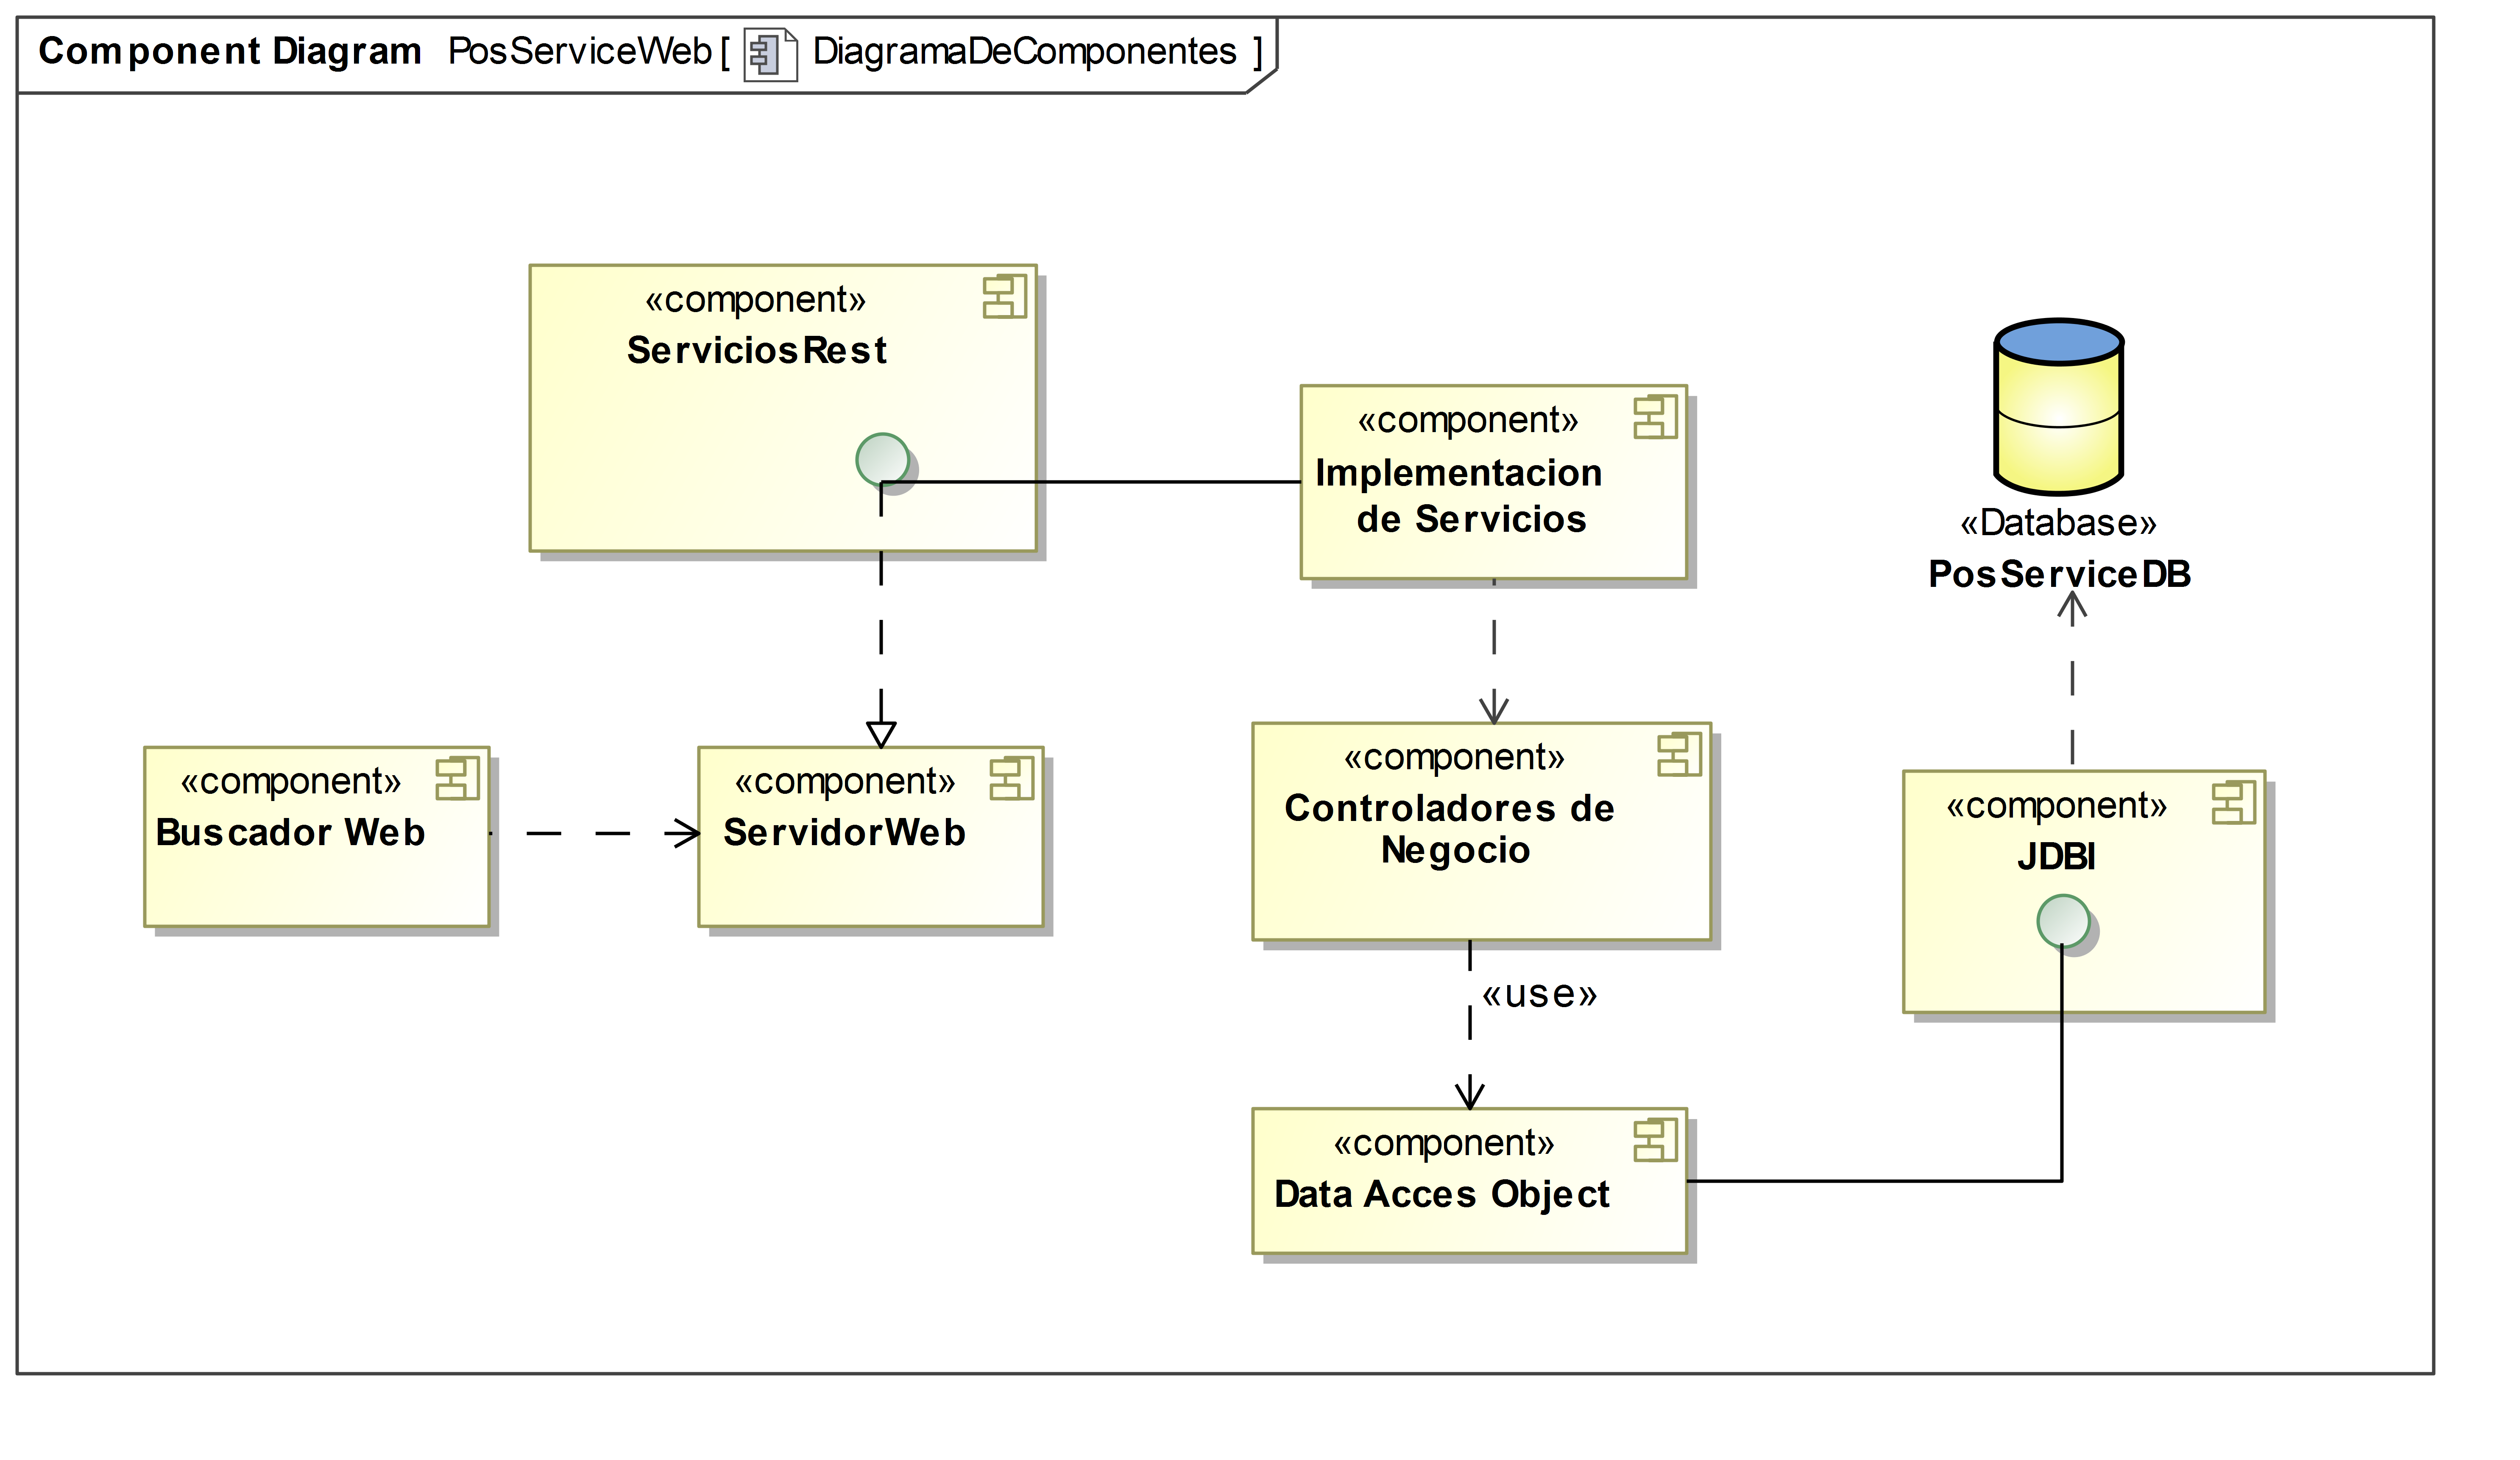 Component Diagram PosServiceWeb [ DiagramaDeComponentes ]
«component»
ServiciosRest
«component»
Implementacion
de Servicios
«Database»
PosServiceDB
«component»
Buscador Web
«component»
ServidorWeb
«component»
Controladores de
Negocio
«component»
JDBI
«use»
«component»
Data Acces Object